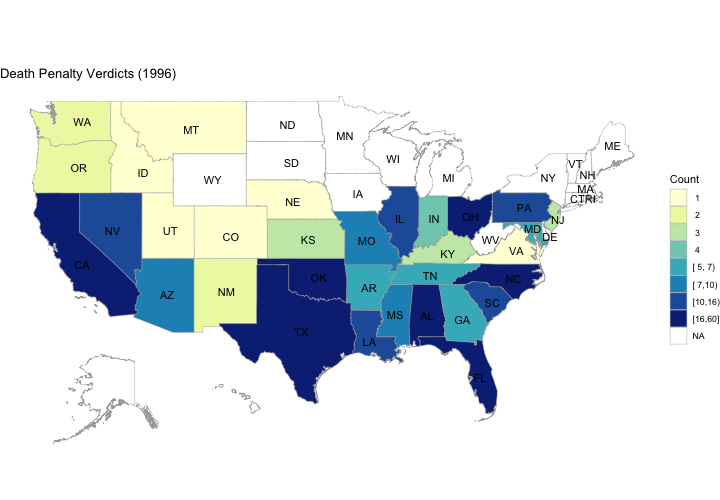 Death Penalty Verdicts (1996)
WA
MT
ND
MN
ME
OR
ID
SD
WI
VT
NH
WY
MI
NY
MA
CTRI
IA
NE
PA
NV
UT
CO
IL
IN
OH
NJ
MD
DE
KS
MO
WV
VA
KY
CA
AZ
NM
OK
AR
TN
NC
SC
TX
LA
MS
AL
GA
FL
Count
1
2
3
4
[ 5, 7)
[ 7,10)
[10,16)
[16,60]
NA